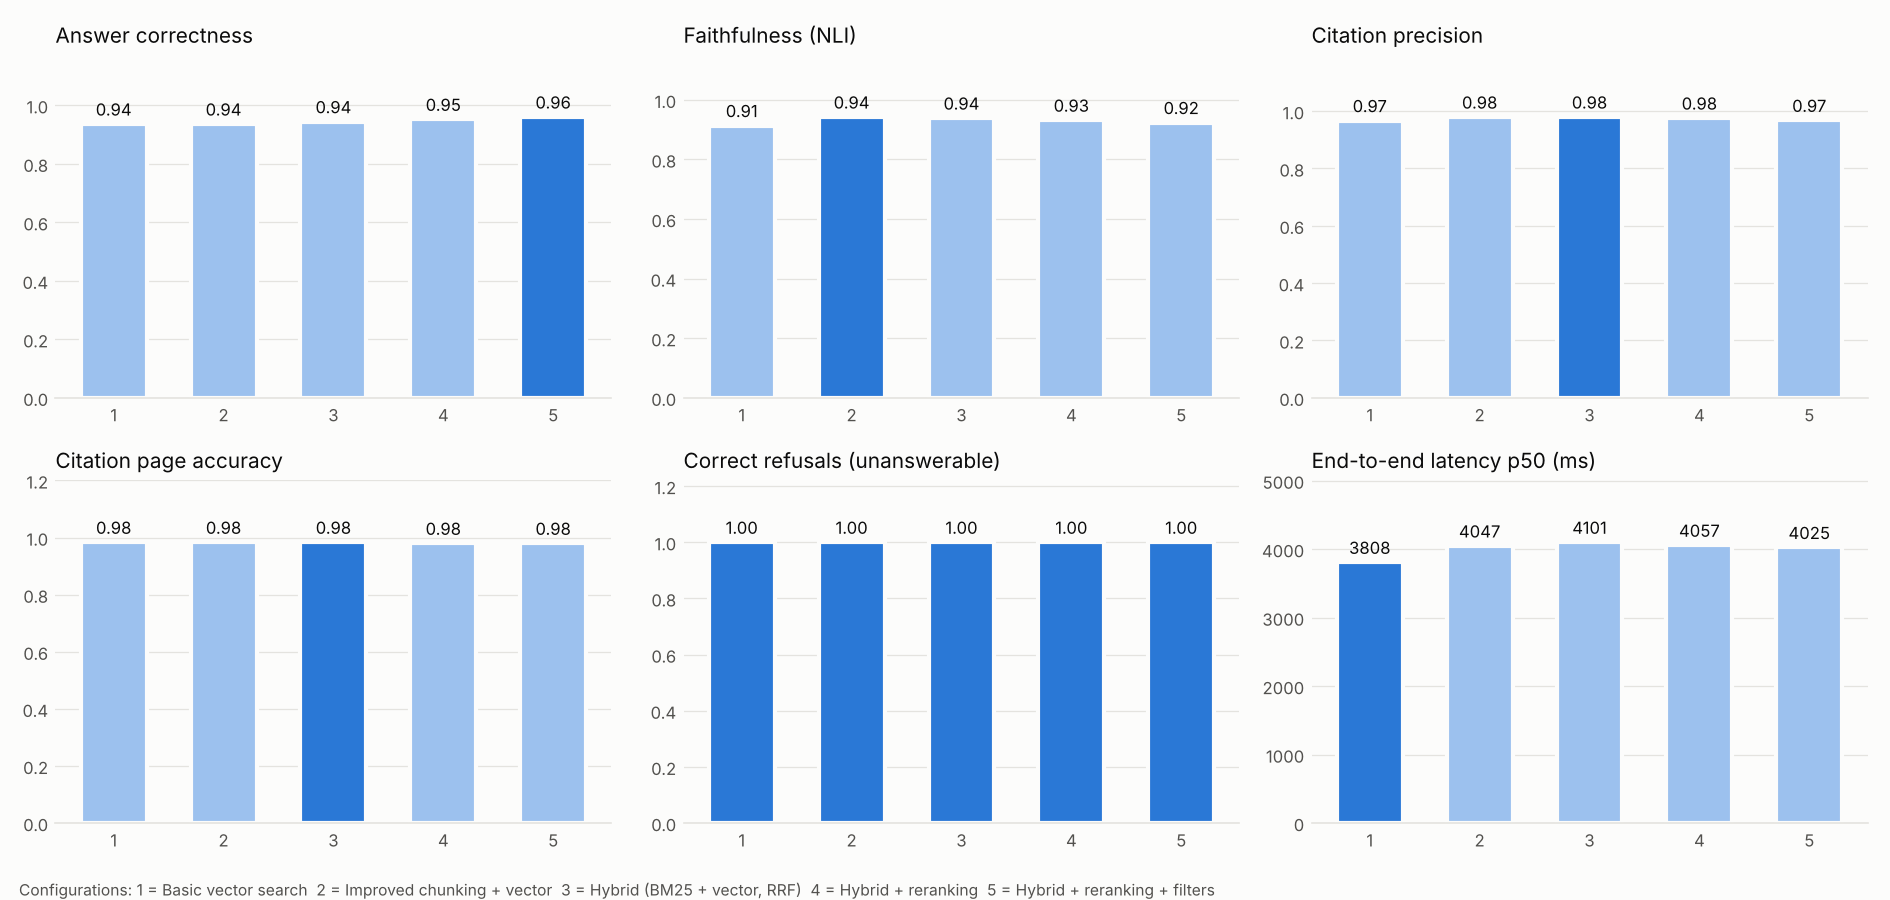 Answer correctness
1.0
0.8
0.6
0.4
0.2
0.0
0.94 0.94 0.94 0.95 0.96
1 2 3 4 5
Faithfulness (NLI)
1.0
0.8
0.6
0.4
0.2
0.0
0.91 0.94 0.94 0.93 0.92
1 2 3 4 5
Citation precision
1.0
0.8
0.6
0.4
0.2
0.0
0.97 0.98 0.98 0.98 0.97
1 2 3 4 5
Citation page accuracy
1.2
1.0
0.8
0.6
0.4
0.2
0.0
0.98 0.98 0.98 0.98 0.98
1 2 3 4 5
Correct refusals (unanswerable)
1.2
1.0
0.8
0.6
0.4
0.2
0.0
1.00 1.00 1.00 1.00 1.00
1 2 3 4 5
End-to-end latency p50 (ms)
5000
4000
3000
2000
1000
0
3808 4047 4101 4057 4025
1 2 3 4 5
Configurations: 1 = Basic vector search 2 = Improved chunking + vector 3 = Hybrid (BM25 + vector, RRF) 4 = Hybrid + reranking 5 = Hybrid + reranking + filters